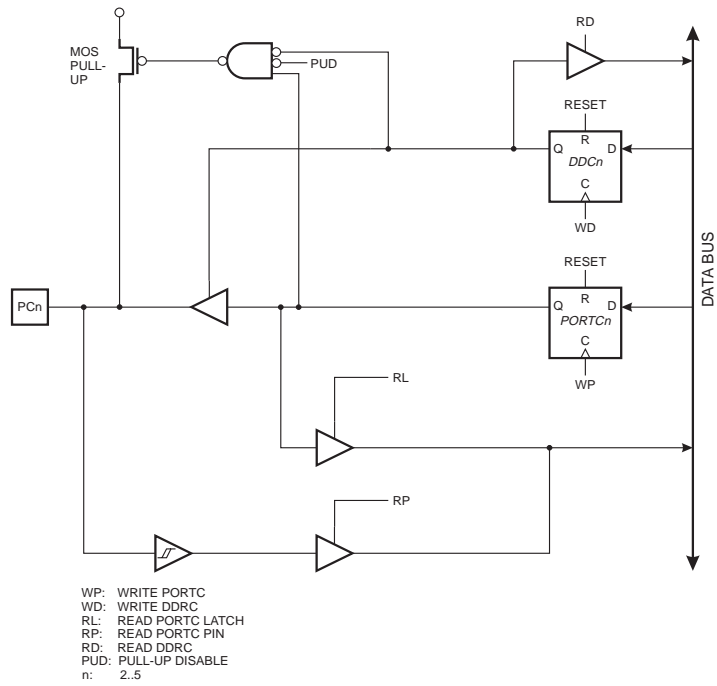 RD
MOS
PULL-
UP
PUD
RESET
R
Q D
DDCn
C
WD
RESET
R
PCn
Q D
PORTCn
C
WP
DATA BUS
RL
RP
WP: WRITE PORTC
WD: WRITE DDRC
RL: READ PORTC LATCH
RP: READ PORTC PIN
RD: READ DDRC
PUD: PULL-UP DISABLE
n: 2..5